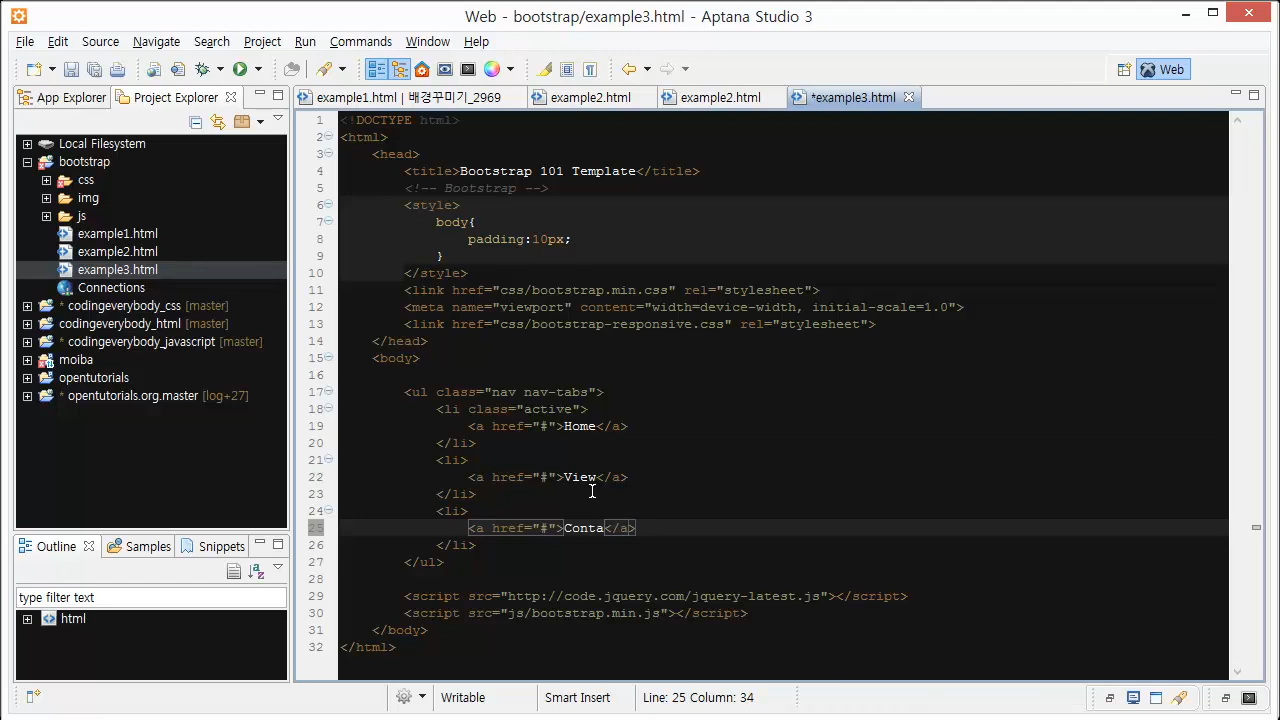 Web - bootstrap/example3.html - Aptana Studio 3
File Edit Source Navigate Search Project Run Commands Window Help
Web
App Explorer Project Explorer
example1.html | 배경꾸미기_2969 example2.html example2.html *example3.html
Local Filesystem
bootstrap
css
img
js
example1.html
example2.html
example3.html
Connections
* codingeverybody_css [master]
codingeverybody_html [master]
* codingeverybody_javascript [master]
moiba
opentutorials
opentutorials.org.master [log+27]
Outline Samples Snippets
type filter text
html
1 <!DOCTYPE html>
2 <html>
3 <head>
4 <title>Bootstrap 101 Template</title>
5 <!-- Bootstrap -->
6 <style>
7 body{
8 padding:10px;
9 }
10 </style>
11 <link href="css/bootstrap.min.css" rel="stylesheet">
12 <meta name="viewport" content="width=device-width, initial-scale=1.0">
13 <link href="css/bootstrap-responsive.css" rel="stylesheet">
14 </head>
15 <body>
16
17 <ul class="nav nav-tabs">
18 <li class="active">
19 <a href="#">Home</a>
20 </li>
21 <li>
22 <a href="#">View</a>
23 </li>
24 <li>
25 <a href="#">Conta</a>
26 </li>
27 </ul>
28
29 <script src="http://code.jquery.com/jquery-latest.js"></script>
30 <script src="js/bootstrap.min.js"></script>
31 </body>
32 </html>
Writable Smart Insert Line: 25 Column: 34